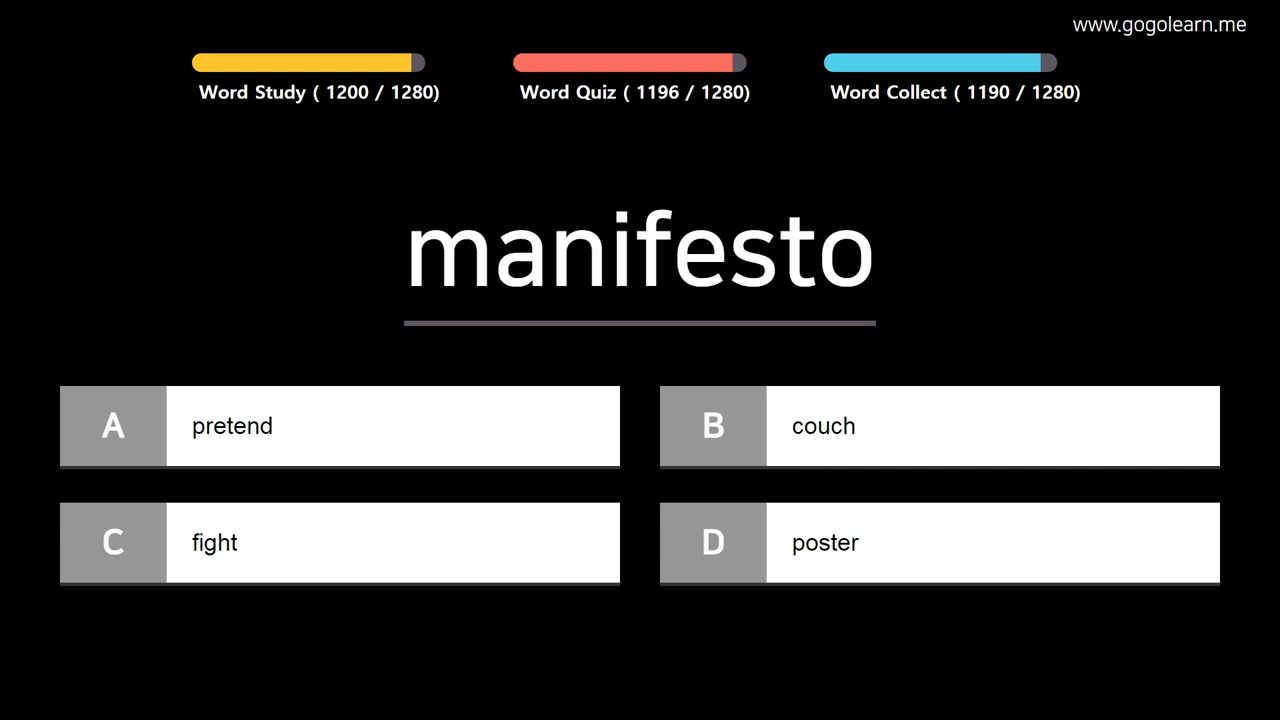 www.gogolearn.me
Word Study ( 1200 / 1280)
Word Quiz ( 1196 / 1280)
Word Collect ( 1190 / 1280)
manifesto
A pretend
B couch
C fight
D poster